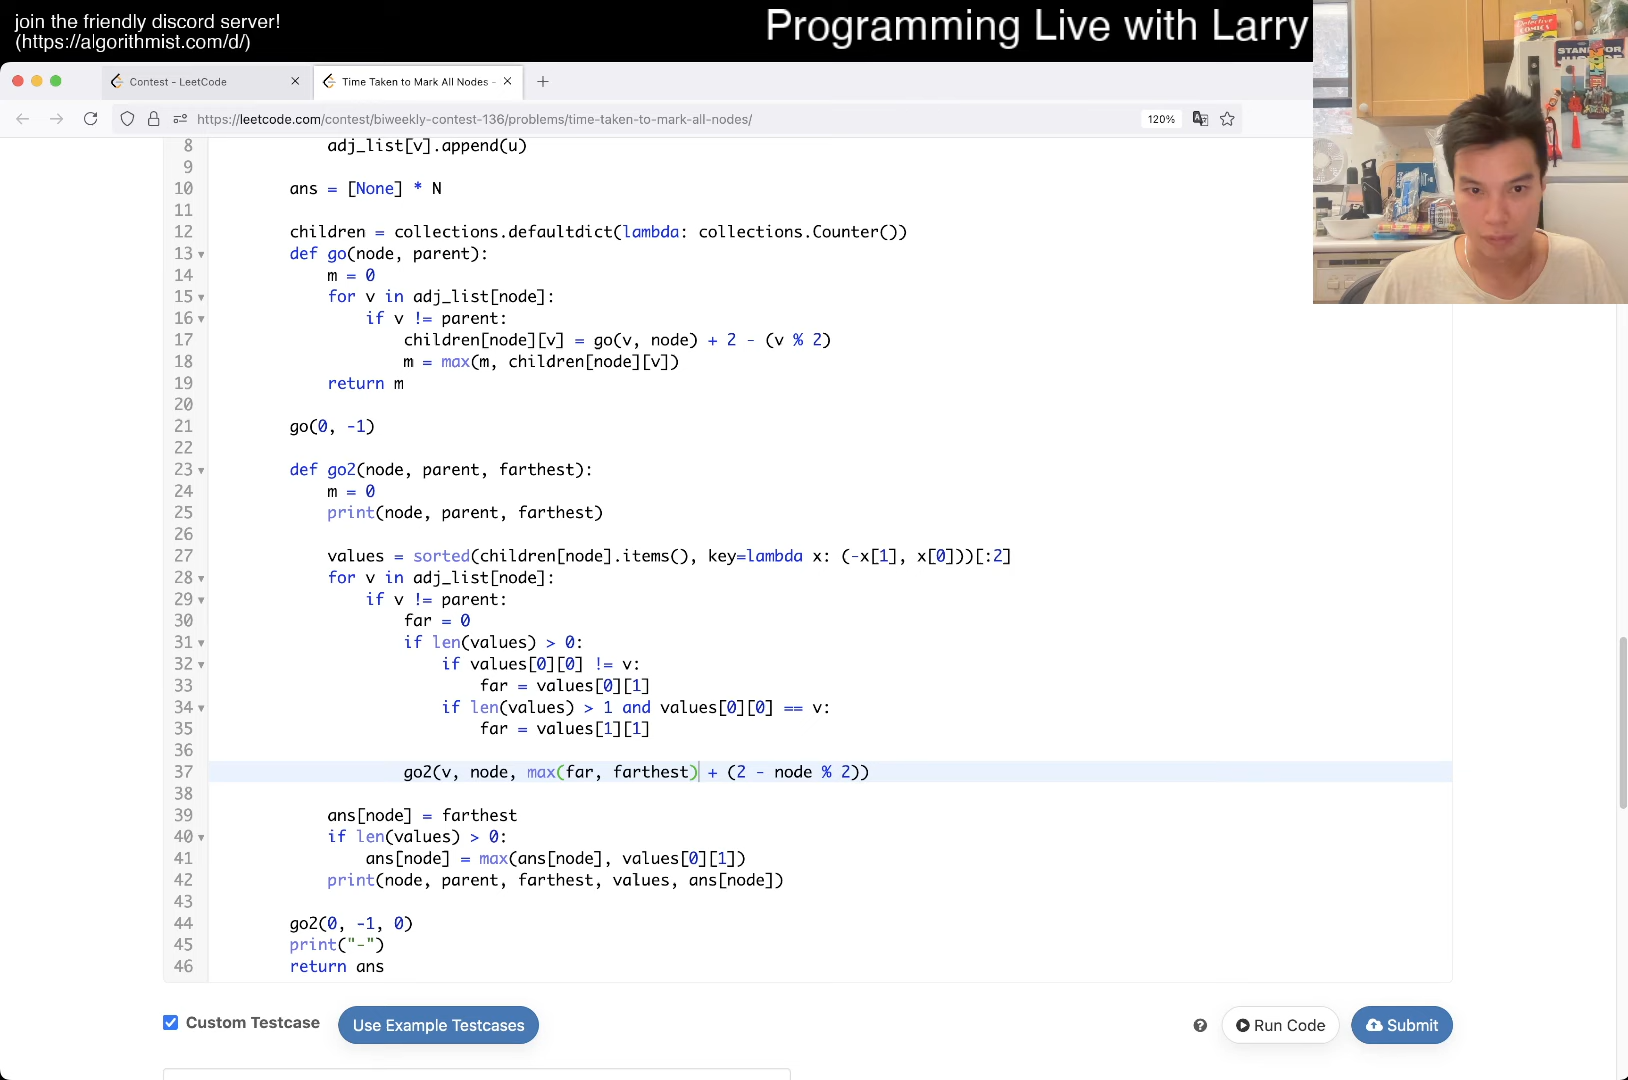 join the friendly discord server!
(https://algorithmist.com/d/)
Programming Live with Larry
Contest - LeetCode
Time Taken to Mark All Nodes -
https://leetcode.com/contest/biweekly-contest-136/problems/time-taken-to-mark-all-nodes/
120%
8 adj_list[v].append(u)
9
10 ans = [None] * N
11
12 children = collections.defaultdict(lambda: collections.Counter())
13 def go(node, parent):
14 m = 0
15 for v in adj_list[node]:
16 if v != parent:
17 children[node][v] = go(v, node) + 2 - (v % 2)
18 m = max(m, children[node][v])
19 return m
20
21 go(0, -1)
22
23 def go2(node, parent, farthest):
24 m = 0
25 print(node, parent, farthest)
26
27 values = sorted(children[node].items(), key=lambda x: (-x[1], x[0]))[:2]
28 for v in adj_list[node]:
29 if v != parent:
30 far = 0
31 if len(values) > 0:
32 if values[0][0] != v:
33 far = values[0][1]
34 if len(values) > 1 and values[0][0] == v:
35 far = values[1][1]
36
37 go2(v, node, max(far, farthest) + (2 - node % 2))
38
39 ans[node] = farthest
40 if len(values) > 0:
41 ans[node] = max(ans[node], values[0][1])
42 print(node, parent, farthest, values, ans[node])
43
44 go2(0, -1, 0)
45 print("-")
46 return ans
Custom Testcase
Use Example Testcases
Run Code
Submit